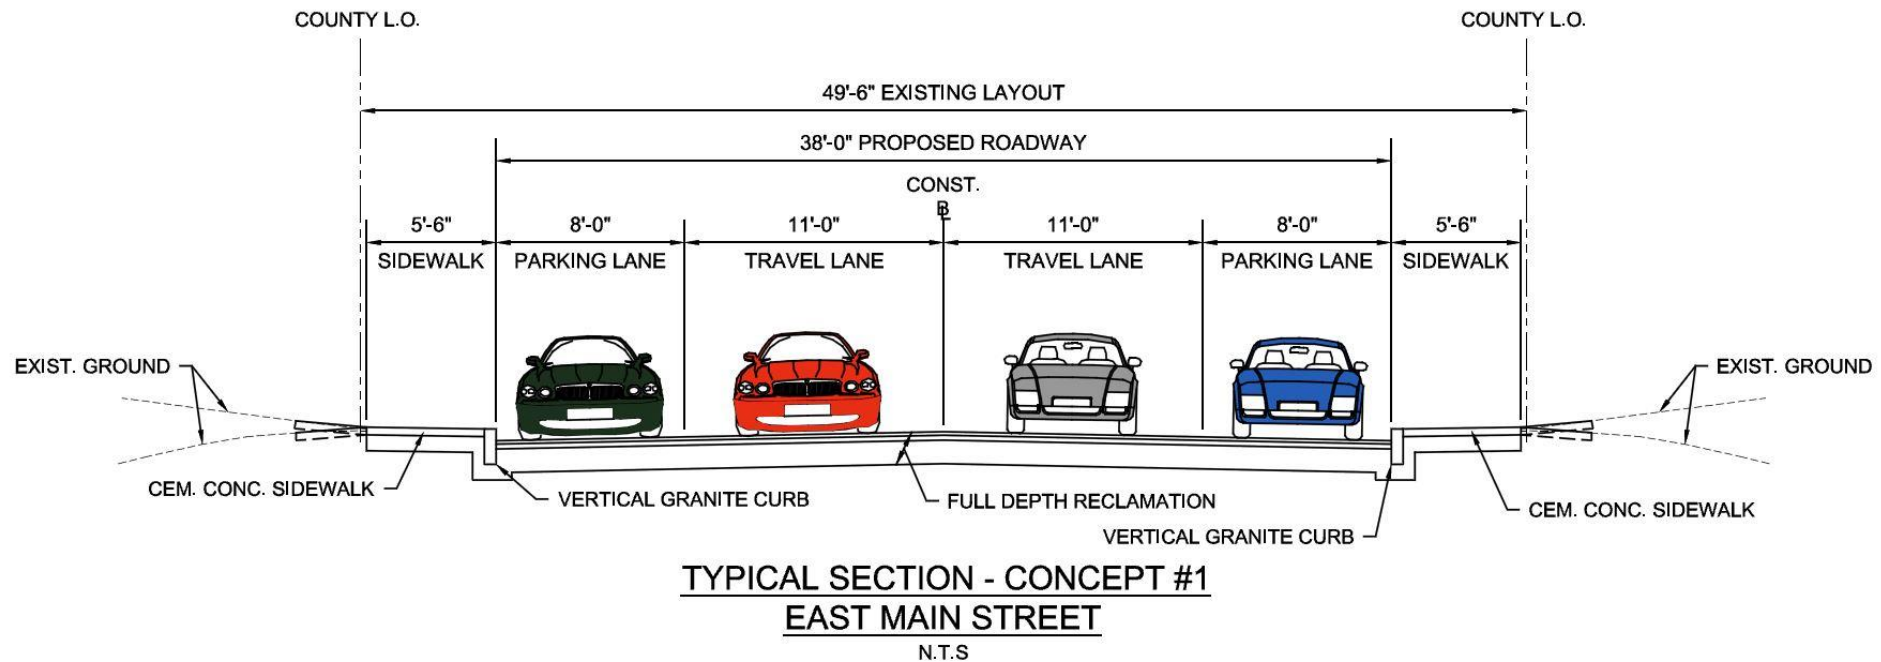 COUNTY L.O.
COUNTY L.O.
49'-6" EXISTING LAYOUT
38'-0" PROPOSED ROADWAY
CONST.
BL
5'-6"
8'-0"
11'-0"
11'-0"
8'-0"
5'-6"
SIDEWALK
PARKING LANE
TRAVEL LANE
TRAVEL LANE
PARKING LANE
SIDEWALK
EXIST. GROUND
EXIST. GROUND
CEM. CONC. SIDEWALK
VERTICAL GRANITE CURB
FULL DEPTH RECLAMATION
CEM. CONC. SIDEWALK
VERTICAL GRANITE CURB
TYPICAL SECTION - CONCEPT #1
EAST MAIN STREET
N.T.S